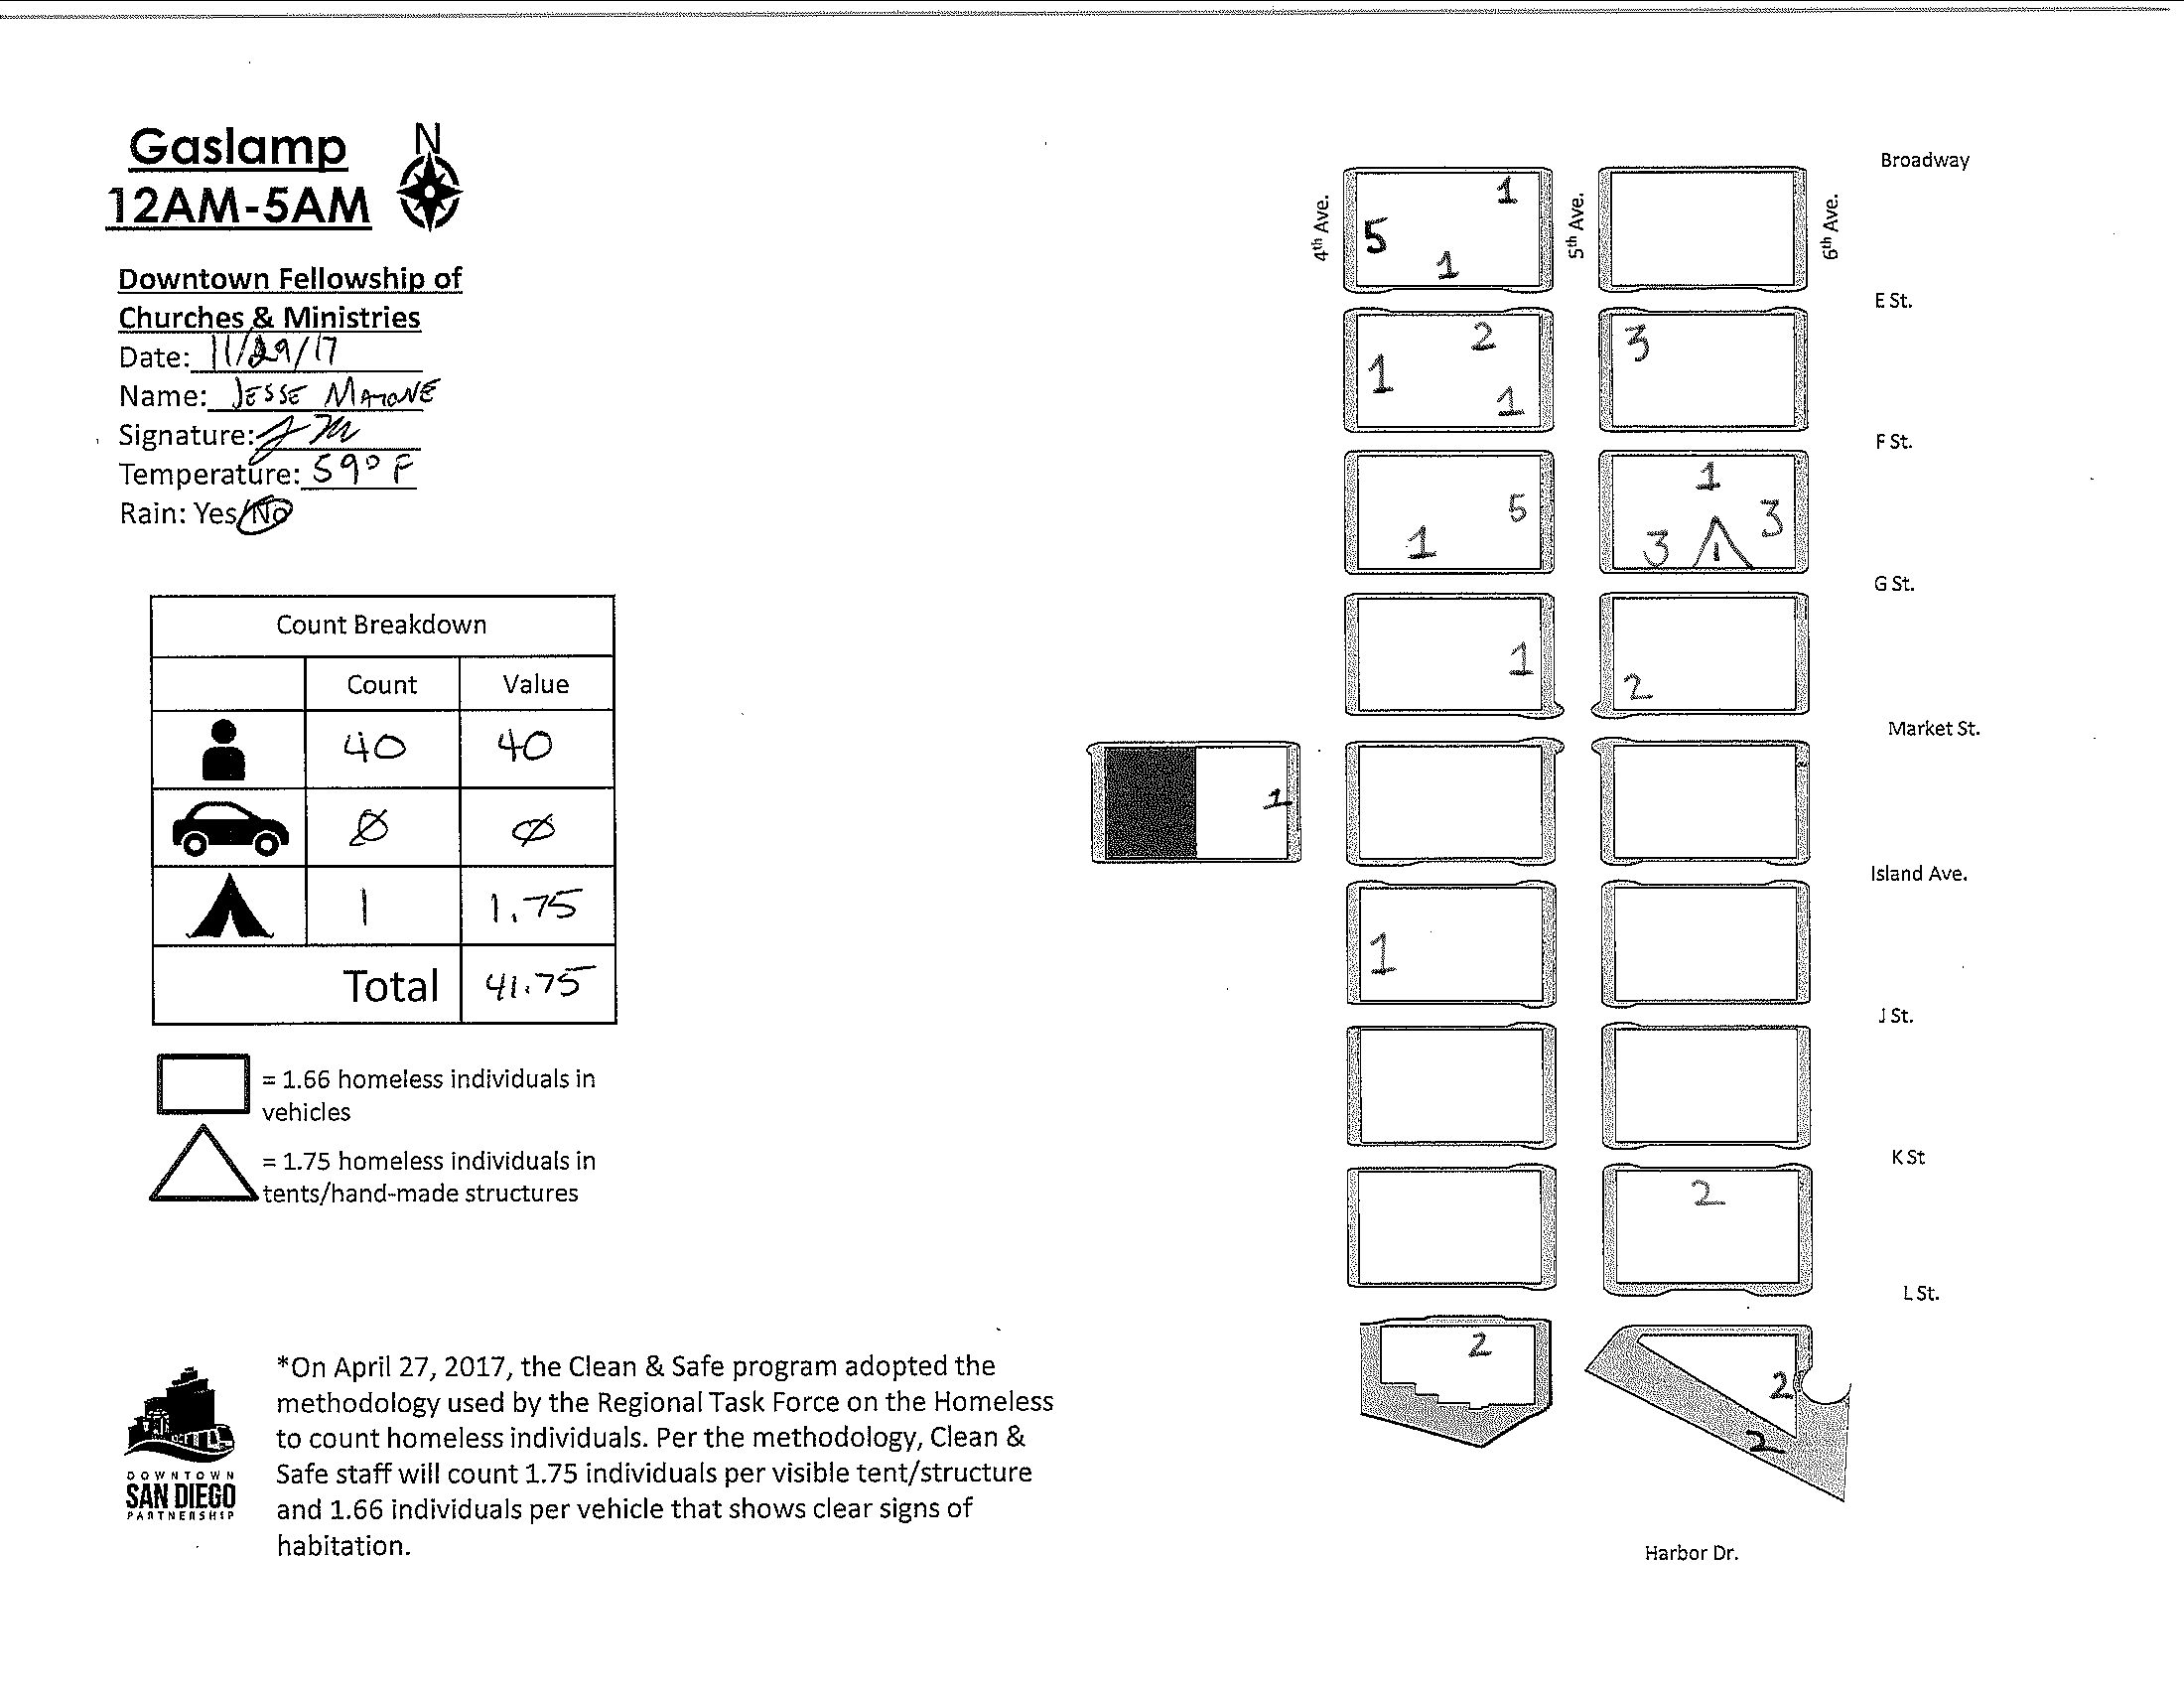 Gaslamp
N
12AM-5AM
Downtown Fellowship of
Churches & Ministries
Date: 11/29/17
Name: JESSE MATONE
Signature: JM
Temperature: 59° F
Rain: Yes/No
Count Breakdown
Count Value
40 40
Ø Ø
1 1.75
Total 41.75
= 1.66 homeless individuals in
vehicles
= 1.75 homeless individuals in
tents/hand-made structures
*On April 27, 2017, the Clean & Safe program adopted the
methodology used by the Regional Task Force on the Homeless
to count homeless individuals. Per the methodology, Clean &
Safe staff will count 1.75 individuals per visible tent/structure
and 1.66 individuals per vehicle that shows clear signs of
habitation.
DOWNTOWN
SAN DIEGO
PARTNERSHIP
Broadway
4th Ave.
5th Ave.
6th Ave.
1
5
1
E St.
2
1
1
3
F St.
5
1
1
3
3 1
G St.
1
2
Market St.
1
Island Ave.
1
J St.
K St
2
L St.
2
2
2
Harbor Dr.